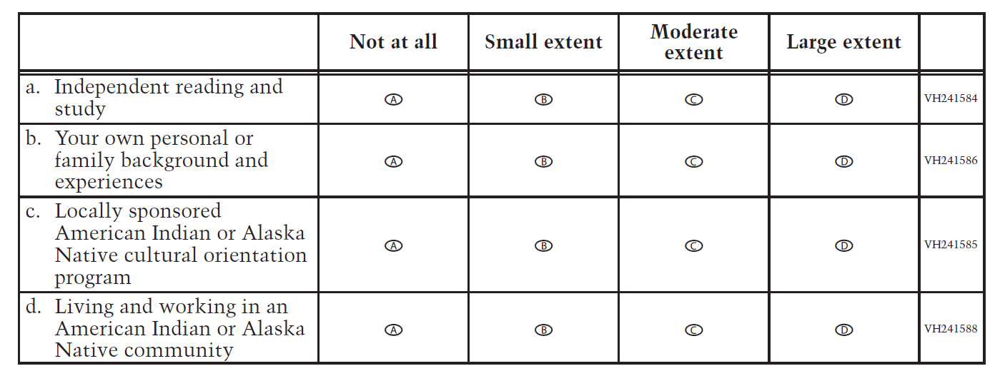 Not at all Small extent Moderate extent Large extent
a. Independent reading and study A B C D VH241584
b. Your own personal or family background and experiences A B C D VH241586
c. Locally sponsored American Indian or Alaska Native cultural orientation program A B C D VH241585
d. Living and working in an American Indian or Alaska Native community A B C D VH241588